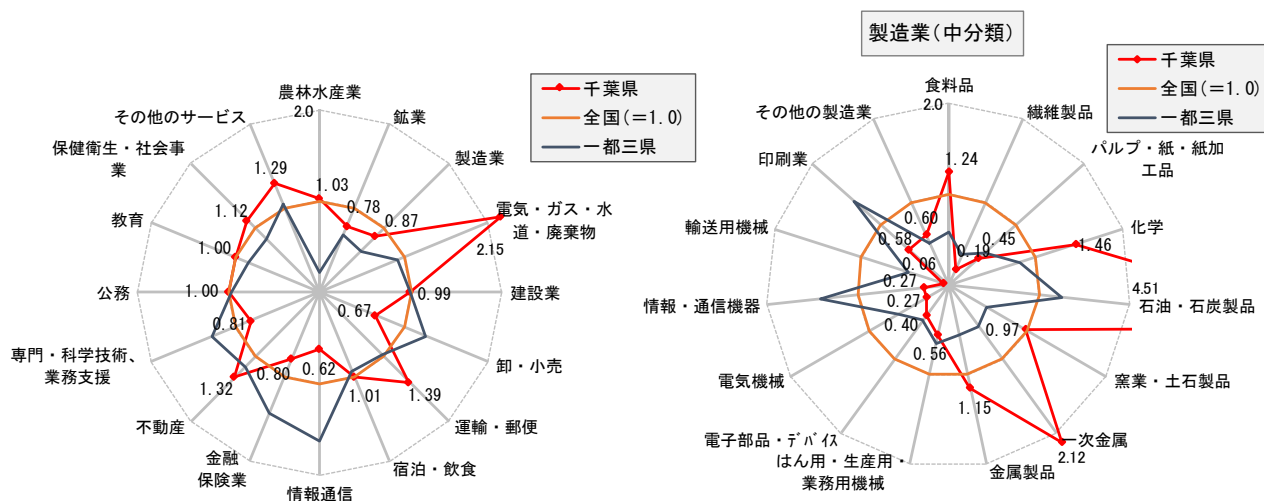 千葉県
全国(＝1.0)
一都三県
2.0
農林水産業
鉱業
製造業
電気・ガス・水
道・廃棄物
建設業
卸・小売
運輸・郵便
宿泊・飲食
情報通信
金融
保険業
不動産
専門・科学技術、
業務支援
公務
教育
保健衛生・社会事
業
その他のサービス
1.03
0.78
0.87
2.15
0.99
0.67
1.39
1.01
0.62
0.80
1.32
0.81
1.00
1.00
1.12
1.29
製造業(中分類)
千葉県
全国(＝1.0)
一都三県
2.0
食料品
繊維製品
パルプ・紙・紙加
工品
化学
石油・石炭製品
窯業・土石製品
一次金属
金属製品
はん用・生産用・
業務用機械
電子部品・デバイス
電気機械
情報・通信機器
輸送用機械
印刷業
その他の製造業
1.24
0.19
0.45
1.46
4.51
0.97
2.12
1.15
0.56
0.40
0.27
0.27
0.06
0.58
0.60